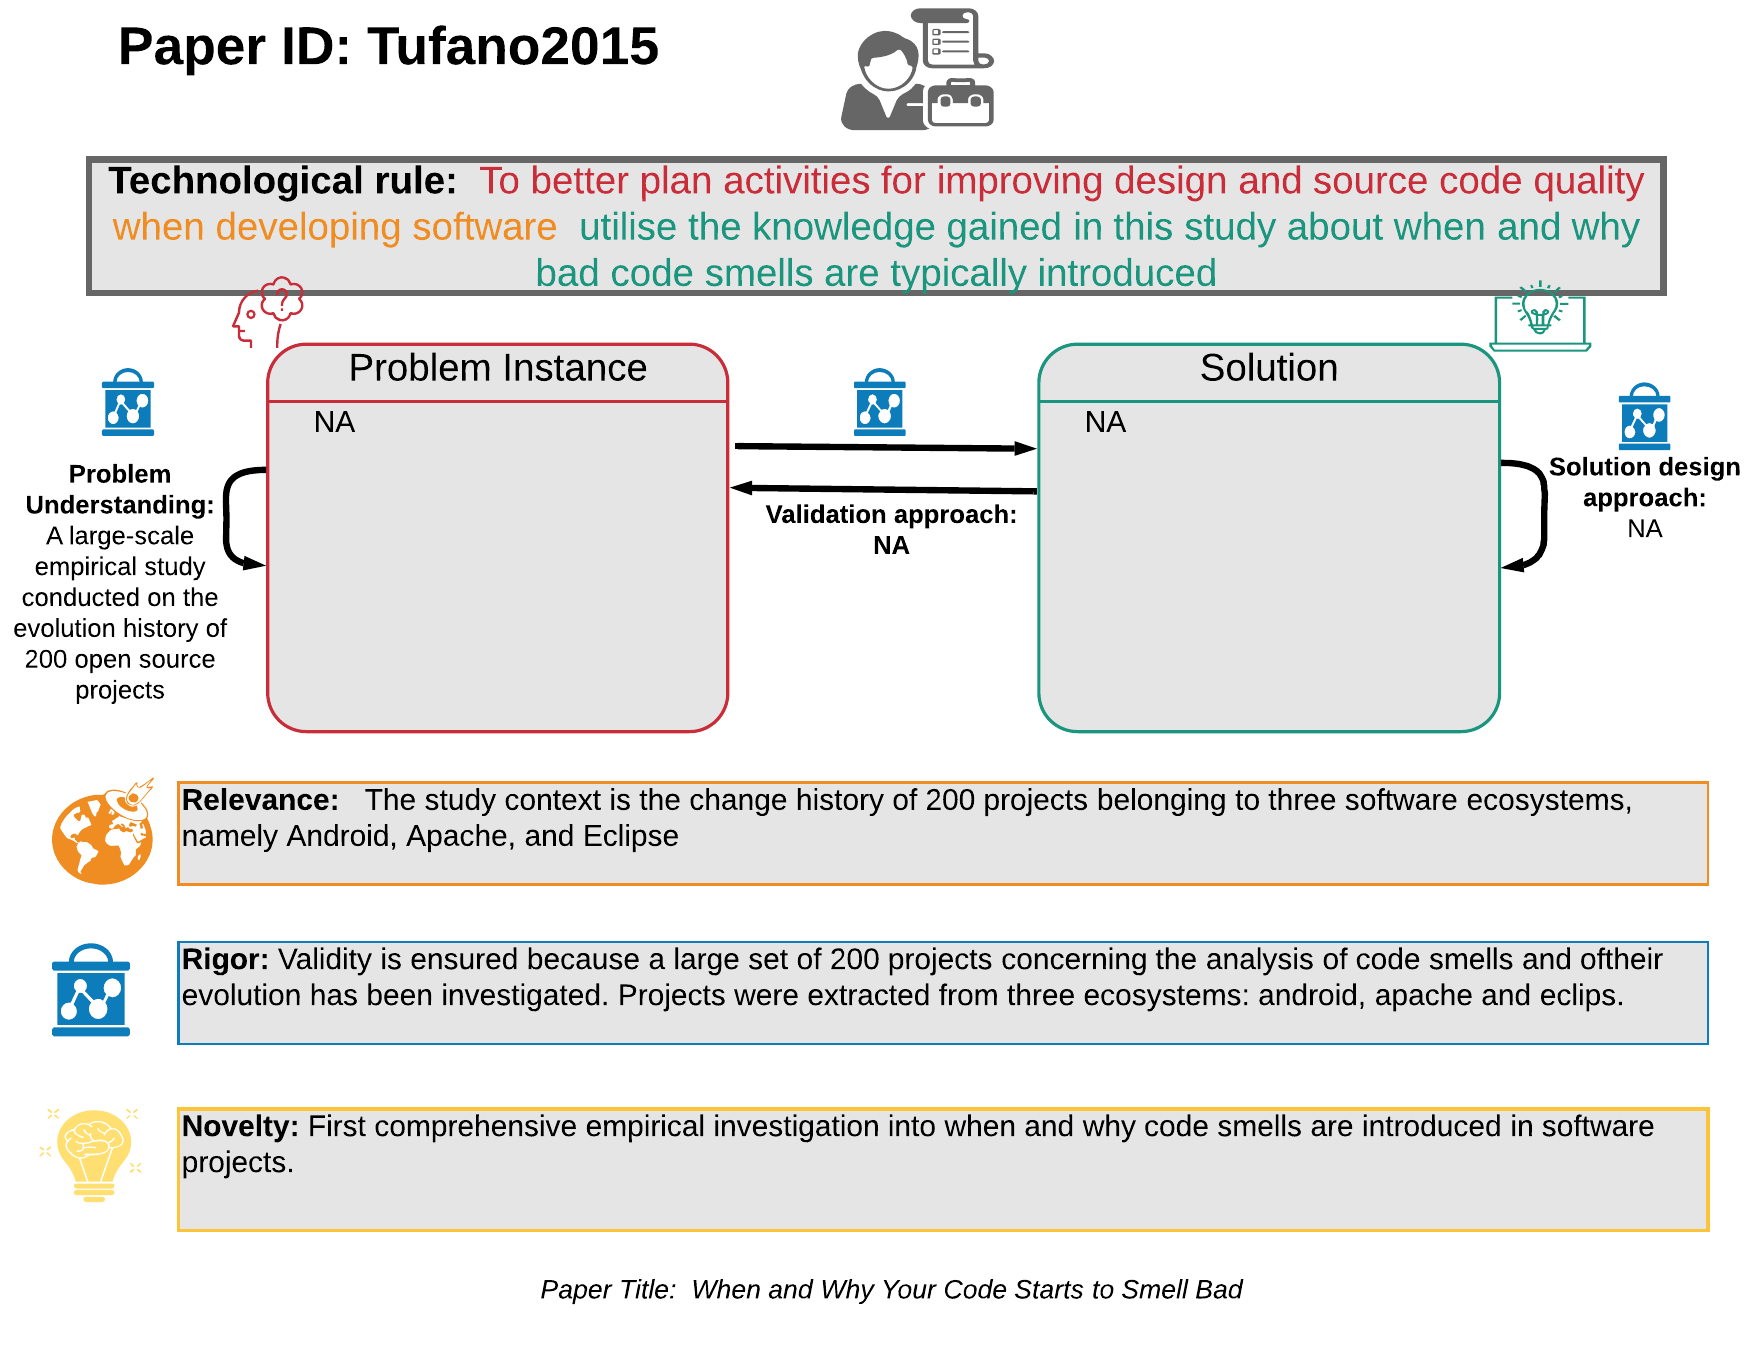 Paper ID: Tufano2015
Technological rule: To better plan activities for improving design and source code quality
when developing software utilise the knowledge gained in this study about when and why
bad code smells are typically introduced
Problem Instance
NA
Solution
NA
Problem
Understanding:
A large-scale
empirical study
conducted on the
evolution history of
200 open source
projects
Validation approach:
NA
Solution design
approach:
NA
Relevance: The study context is the change history of 200 projects belonging to three software ecosystems,
namely Android, Apache, and Eclipse
Rigor: Validity is ensured because a large set of 200 projects concerning the analysis of code smells and oftheir
evolution has been investigated. Projects were extracted from three ecosystems: android, apache and eclips.
Novelty: First comprehensive empirical investigation into when and why code smells are introduced in software
projects.
Paper Title: When and Why Your Code Starts to Smell Bad